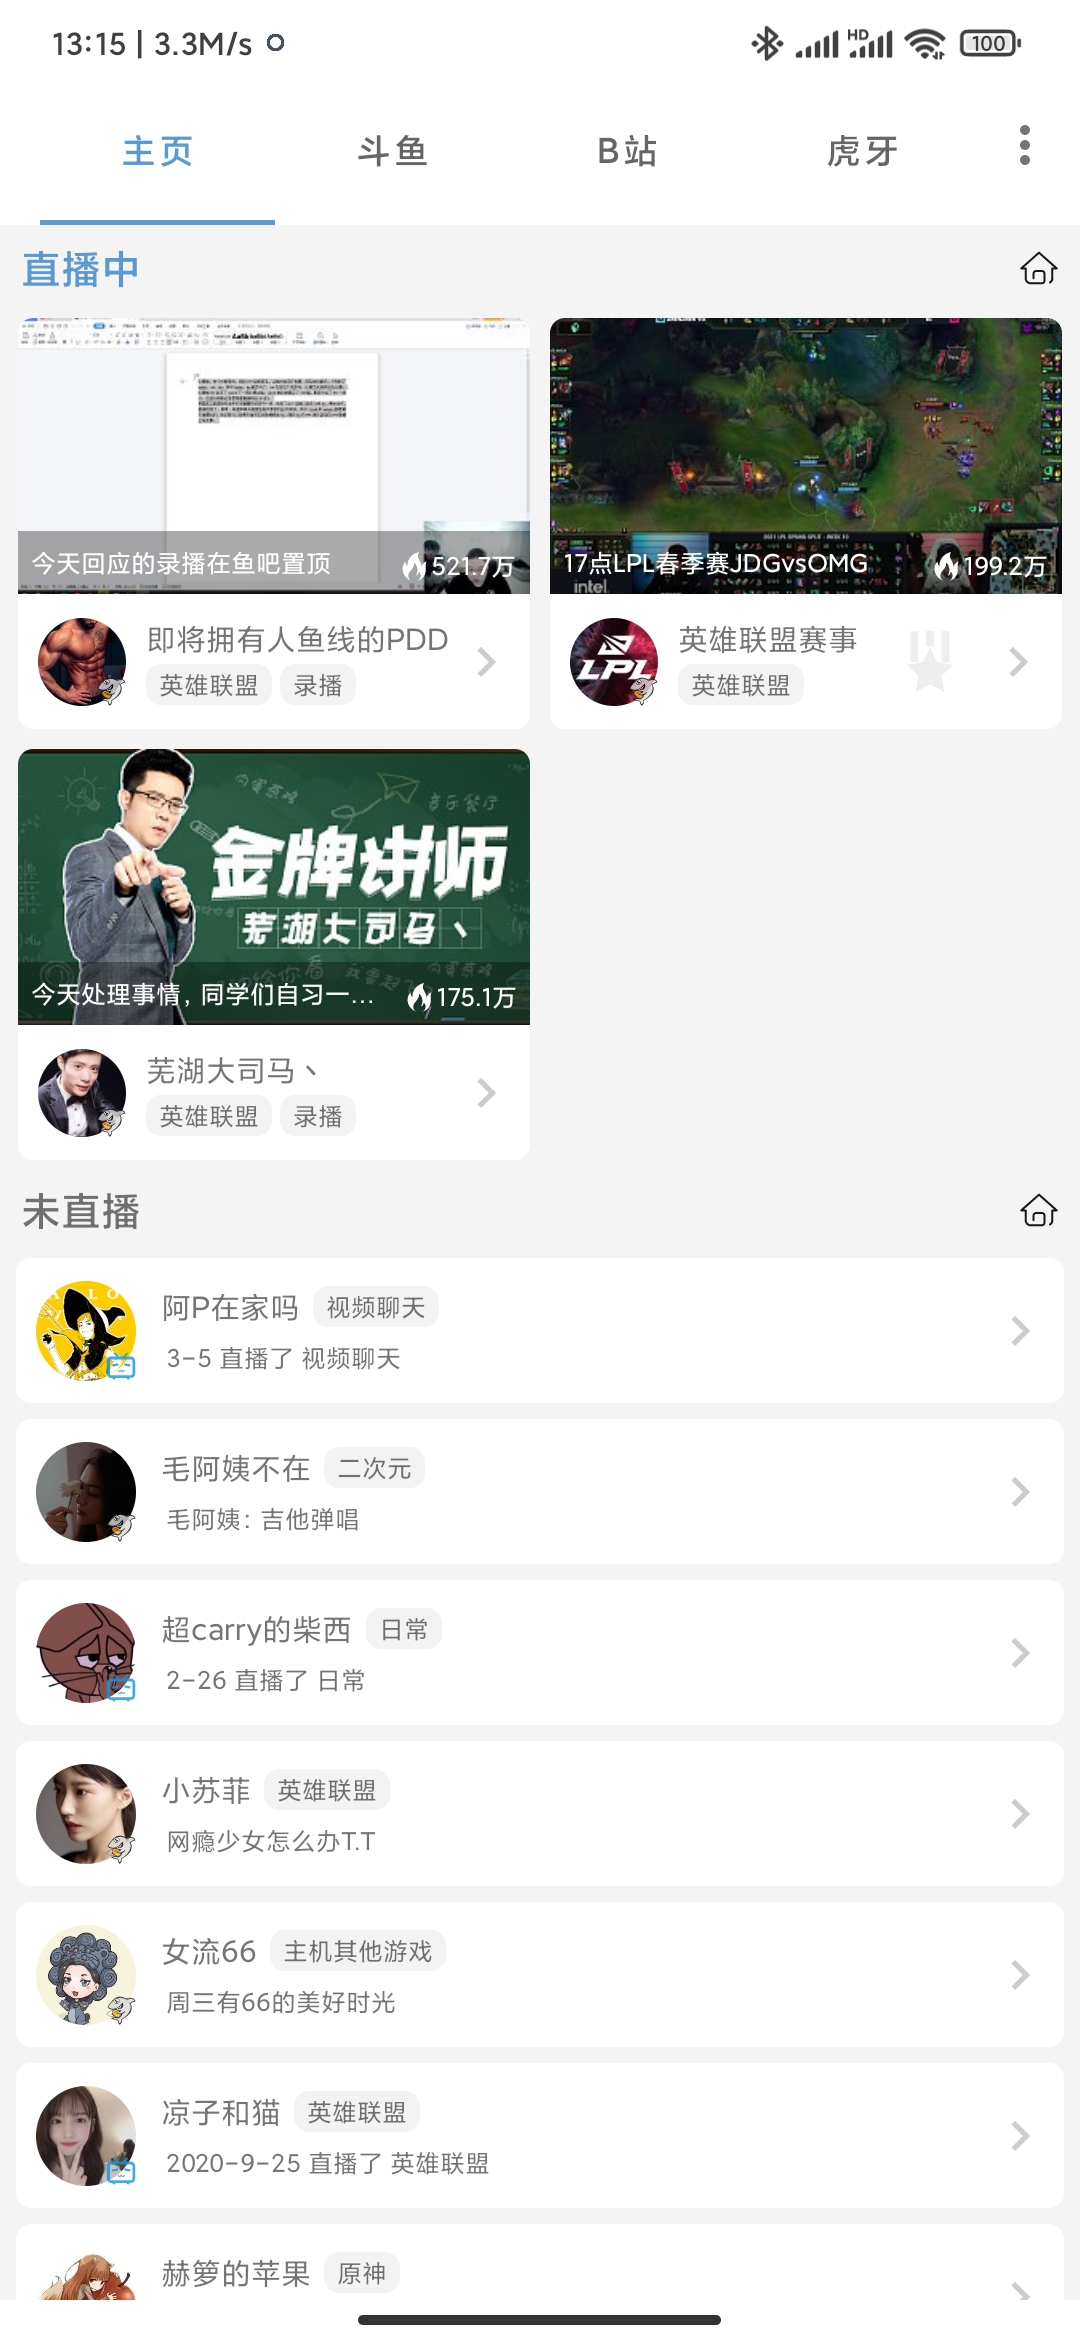 13:15 | 3.3M/s
HD
100
主页 斗鱼 B站 虎牙
直播中
今天回应的录播在鱼吧置顶 521.7万
即将拥有人鱼线的PDD
英雄联盟 录播
intel
17点LPL春季赛JDGvsOMG 199.2万
LPL
英雄联盟赛事
英雄联盟
金牌讲师
芜湖大司马丶
今天处理事情，同学们自习一... 175.1万
芜湖大司马丶
英雄联盟 录播
未直播
阿P在家吗 视频聊天
3-5 直播了 视频聊天
毛阿姨不在 二次元
毛阿姨：吉他弹唱
超carry的柴西 日常
2-26 直播了 日常
小苏菲 英雄联盟
网瘾少女怎么办T.T
女流66 主机其他游戏
周三有66的美好时光
凉子和猫 英雄联盟
2020-9-25 直播了 英雄联盟
赫箩的苹果 原神